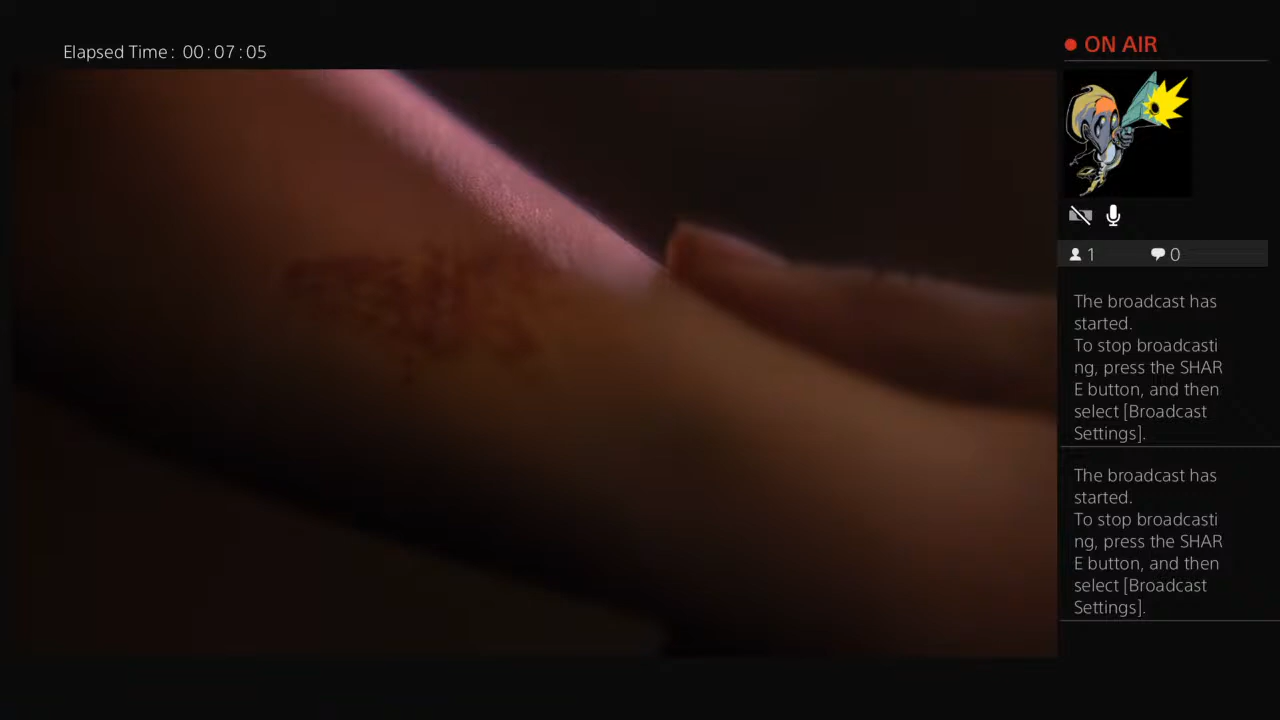 Elapsed Time: 00:07:05
ON AIR
1
0
The broadcast has
started.
To stop broadcasti
ng, press the SHAR
E button, and then
select [Broadcast
Settings].
The broadcast has
started.
To stop broadcasti
ng, press the SHAR
E button, and then
select [Broadcast
Settings].